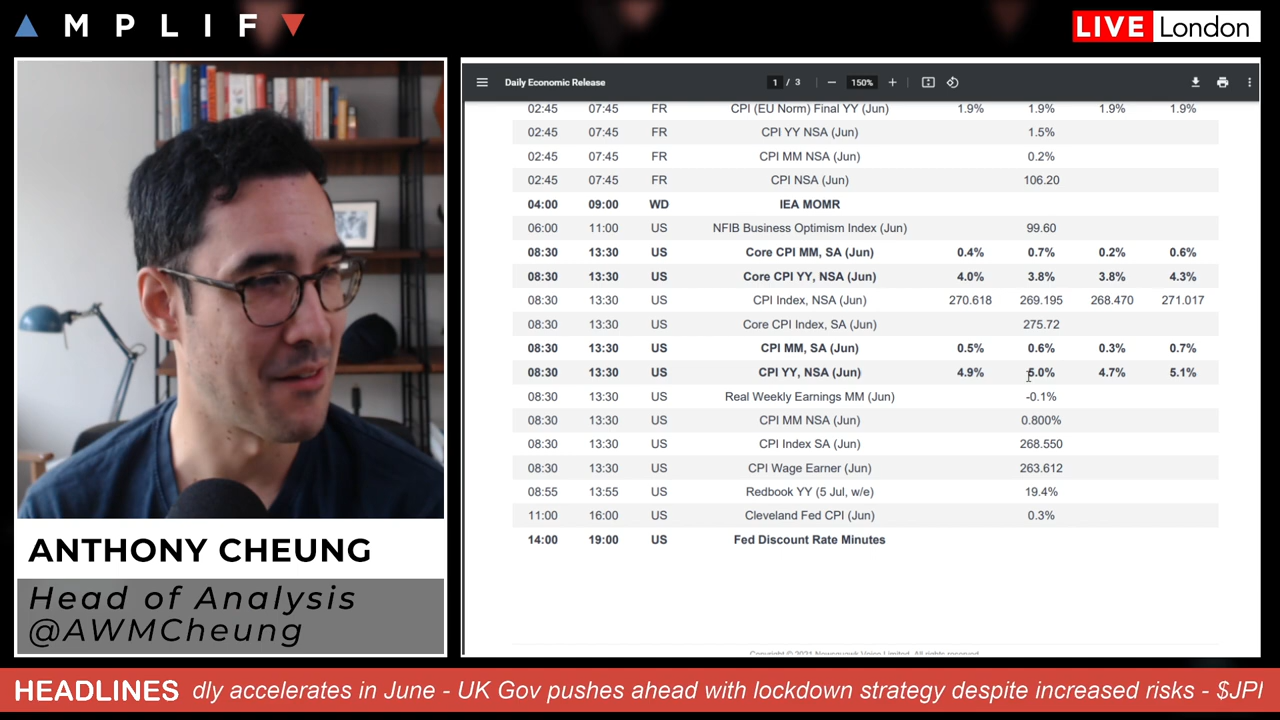 AMPLIFY
LIVE London
Daily Economic Release 1 / 3 150%
02:45 07:45 FR CPI (EU Norm) Final YY (Jun) 1.9% 1.9% 1.9% 1.9%
02:45 07:45 FR CPI YY NSA (Jun) 1.5%
02:45 07:45 FR CPI MM NSA (Jun) 0.2%
02:45 07:45 FR CPI NSA (Jun) 106.20
04:00 09:00 WD IEA MOMR
06:00 11:00 US NFIB Business Optimism Index (Jun) 99.60
08:30 13:30 US Core CPI MM, SA (Jun) 0.4% 0.7% 0.2% 0.6%
08:30 13:30 US Core CPI YY, NSA (Jun) 4.0% 3.8% 3.8% 4.3%
08:30 13:30 US CPI Index, NSA (Jun) 270.618 269.195 268.470 271.017
08:30 13:30 US Core CPI Index, SA (Jun) 275.72
08:30 13:30 US CPI MM, SA (Jun) 0.5% 0.6% 0.3% 0.7%
08:30 13:30 US CPI YY, NSA (Jun) 4.9% 5.0% 4.7% 5.1%
08:30 13:30 US Real Weekly Earnings MM (Jun) -0.1%
08:30 13:30 US CPI MM NSA (Jun) 0.800%
08:30 13:30 US CPI Index SA (Jun) 268.550
08:30 13:30 US CPI Wage Earner (Jun) 263.612
08:55 13:55 US Redbook YY (5 Jul, w/e) 19.4%
11:00 16:00 US Cleveland Fed CPI (Jun) 0.3%
14:00 19:00 US Fed Discount Rate Minutes
Copyright © 2021 Newsquawk Voice Limited. All rights reserved.
ANTHONY CHEUNG
Head of Analysis
@AWMCheung
HEADLINES dly accelerates in June - UK Gov pushes ahead with lockdown strategy despite increased risks - $JP